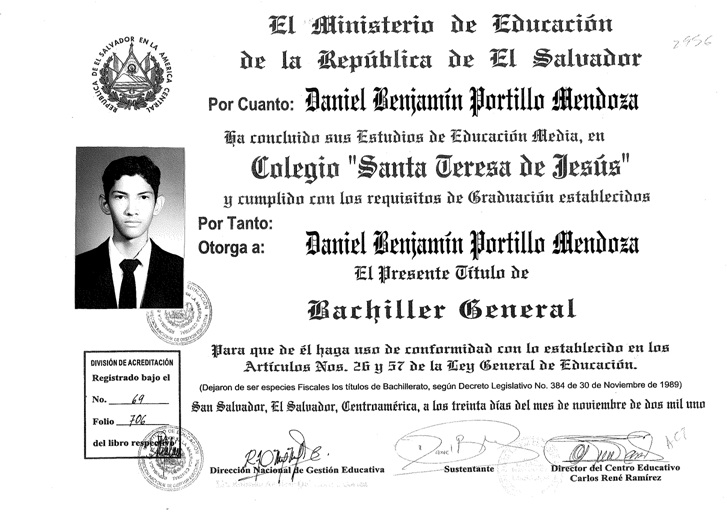 El Ministerio de Educación
de la República de El Salvador
REPUBLICA DE EL SALVADOR EN LA AMERICA CENTRAL
Por Cuanto: Daniel Benjamín Portillo Mendoza
Ha concluido sus Estudios de Educación Media, en
Colegio "Santa Teresa de Jesús"
y cumplido con los requisitos de Graduación establecidos
Por Tanto:
Otorga a: Daniel Benjamín Portillo Mendoza
El Presente Título de
Bachiller General
Para que de él haga uso de conformidad con lo establecido en los
Artículos Nos. 26 y 57 de la Ley General de Educación.
(Dejaron de ser especies Fiscales los títulos de Bachillerato, según Decreto Legislativo No. 384 de 30 de Noviembre de 1989)
San Salvador, El Salvador, Centroamérica, a los treinta días del mes de noviembre de dos mil uno
DIVISIÓN DE ACREDITACIÓN
Registrado bajo el
No. 69
Folio 706
del libro respectivo
Dirección Nacional de Gestión Educativa
Sustentante
Director del Centro Educativo
Carlos René Ramírez